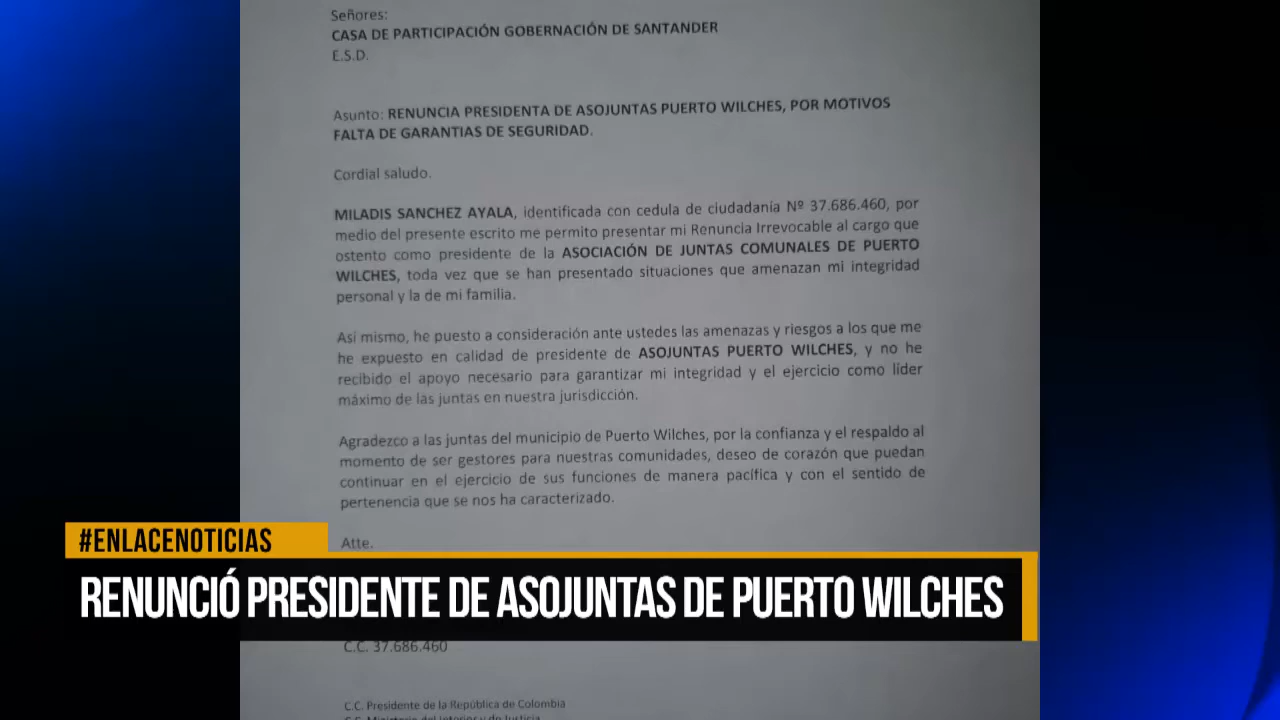 Señores:
CASA DE PARTICIPACIÓN GOBERNACIÓN DE SANTANDER
E.S.D.
Asunto: RENUNCIA PRESIDENTA DE ASOJUNTAS PUERTO WILCHES, POR MOTIVOS
FALTA DE GARANTIAS DE SEGURIDAD.
Cordial saludo.
MILADIS SANCHEZ AYALA, identificada con cedula de ciudadania Nº 37.686.460, por
medio del presente escrito me permito presentar mi Renuncia Irrevocable al cargo que
ostento como presidente de la ASOCIACIÓN DE JUNTAS COMUNALES DE PUERTO
WILCHES, toda vez que se han presentado situaciones que amenazan mi integridad
personal y la de mi familia.
Así mismo, he puesto a consideración ante ustedes las amenazas y riesgos a los que me
he expuesto en calidad de presidente de ASOJUNTAS PUERTO WILCHES, y no he
recibido el apoyo necesario para garantizar mi integridad y el ejercicio como líder
máximo de las juntas en nuestra jurisdicción.
Agradezco a las juntas del municipio de Puerto Wilches, por la confianza y el respaldo al
momento de ser gestores para nuestras comunidades, deseo de corazón que puedan
continuar en el ejercicio de sus funciones de manera pacífica y con el sentido de
pertenencia que se nos ha caracterizado.
Atte.
#ENLACENOTICIAS
RENUNCIÓ PRESIDENTE DE ASOJUNTAS DE PUERTO WILCHES
C.C. 37.686.460
C.C. Presidente de la República de Colombia
C.C. Ministerio del Interior y de Justicia